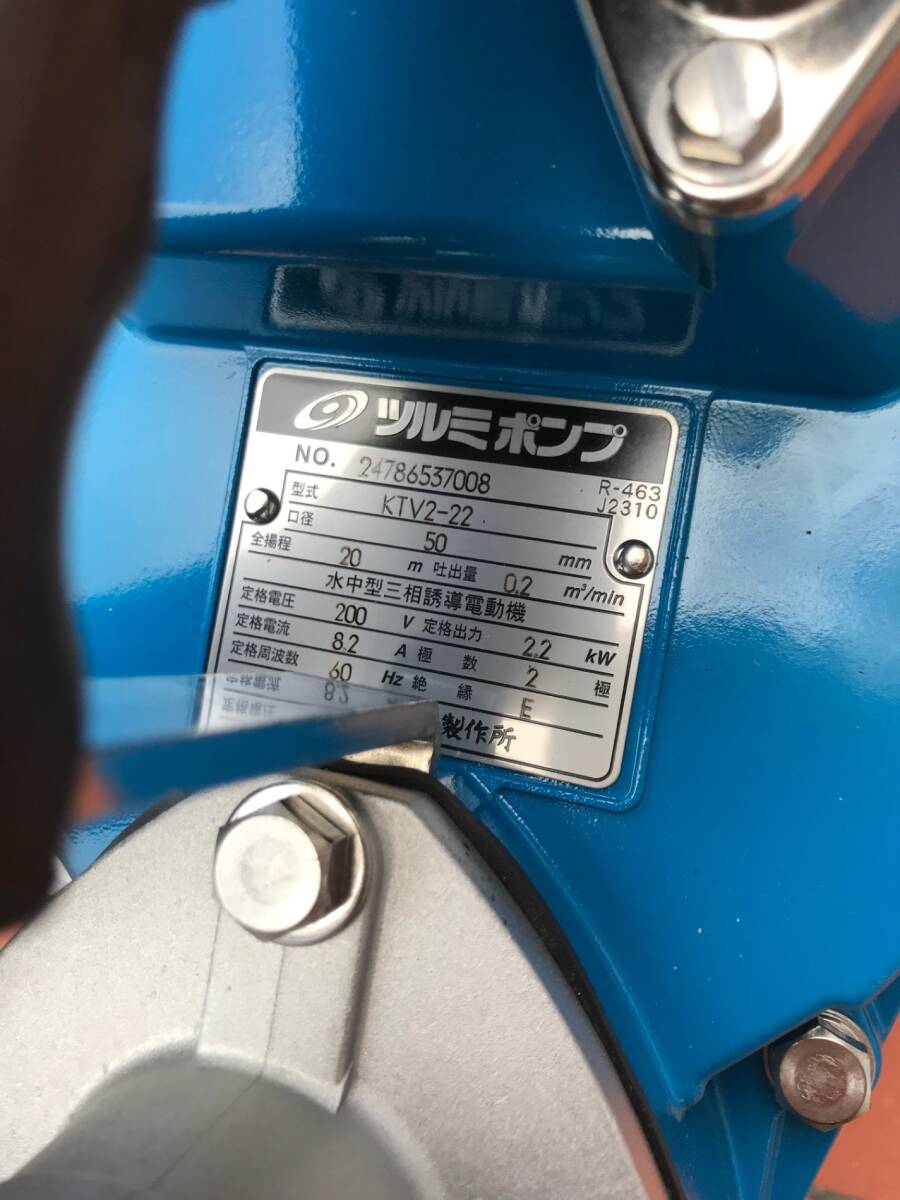 ツルミポンプ
NO. 24786537008 R-463
J2310
型式 KTV2-22
口径 50 mm
全揚程 20 m 吐出量 0.2 m³/min
水中型三相誘導電動機
定格電圧 200 V 定格出力 2.2 kW
定格電流 8.2 A 極数 2 極
定格周波数 60 Hz 絶縁 E
製作所